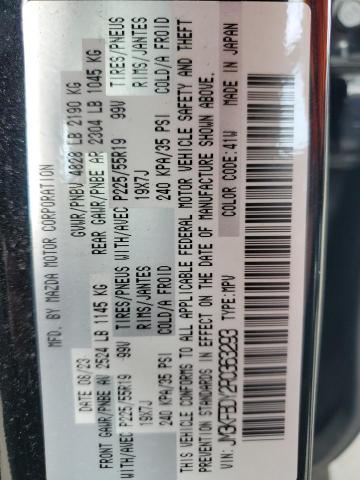 MFD. BY MAZDA MOTOR CORPORATION
DATE 08/23 GVWR/PNBV 4828 LB 2190 KG
FRONT GAWR/PNBE AV 2524 LB 1145 KG REAR GAWR/PNBE AR 2304 LB 1045 KG
WITH/AVEC P225/55R19 99V TIRES/PNEUS WITH/AVEC P225/55R19 99V TIRES/PNEUS
19X7J RIMS/JANTES 19X7J RIMS/JANTES
240 KPA/35 PSI COLD/A FROID 240 KPA/35 PSI COLD/A FROID
THIS VEHICLE CONFORMS TO ALL APPLICABLE FEDERAL MOTOR VEHICLE SAFETY AND THEFT
PREVENTION STANDARDS IN EFFECT ON THE DATE OF MANUFACTURE SHOWN ABOVE.
VIN: TYPE: MPV COLOR CODE: 41W MADE IN JAPAN